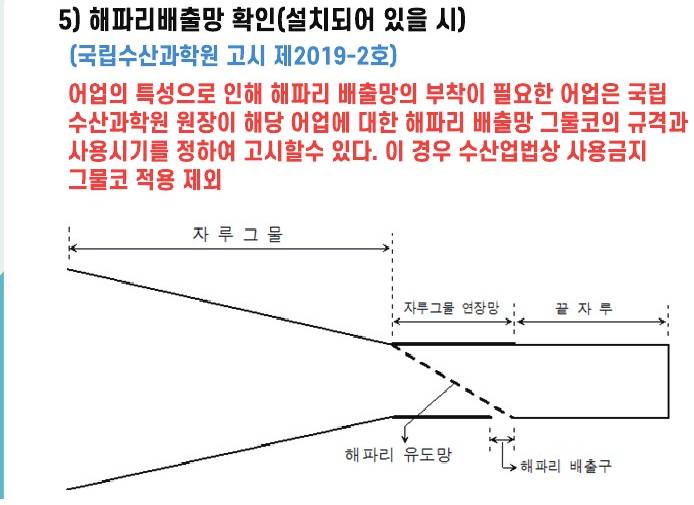 5) 해파리배출망 확인(설치되어 있을 시)
(국립수산과학원 고시 제2019-2호)
어업의 특성으로 인해 해파리 배출망의 부착이 필요한 어업은 국립
수산과학원 원장이 해당 어업에 대한 해파리 배출망 그물코의 규격과
사용시기를 정하여 고시할수 있다. 이 경우 수산업법상 사용금지
그물코 적용 제외
자 루 그 물
자루그물 연장망
끝 자 루
해파리 유도망
해파리 배출구